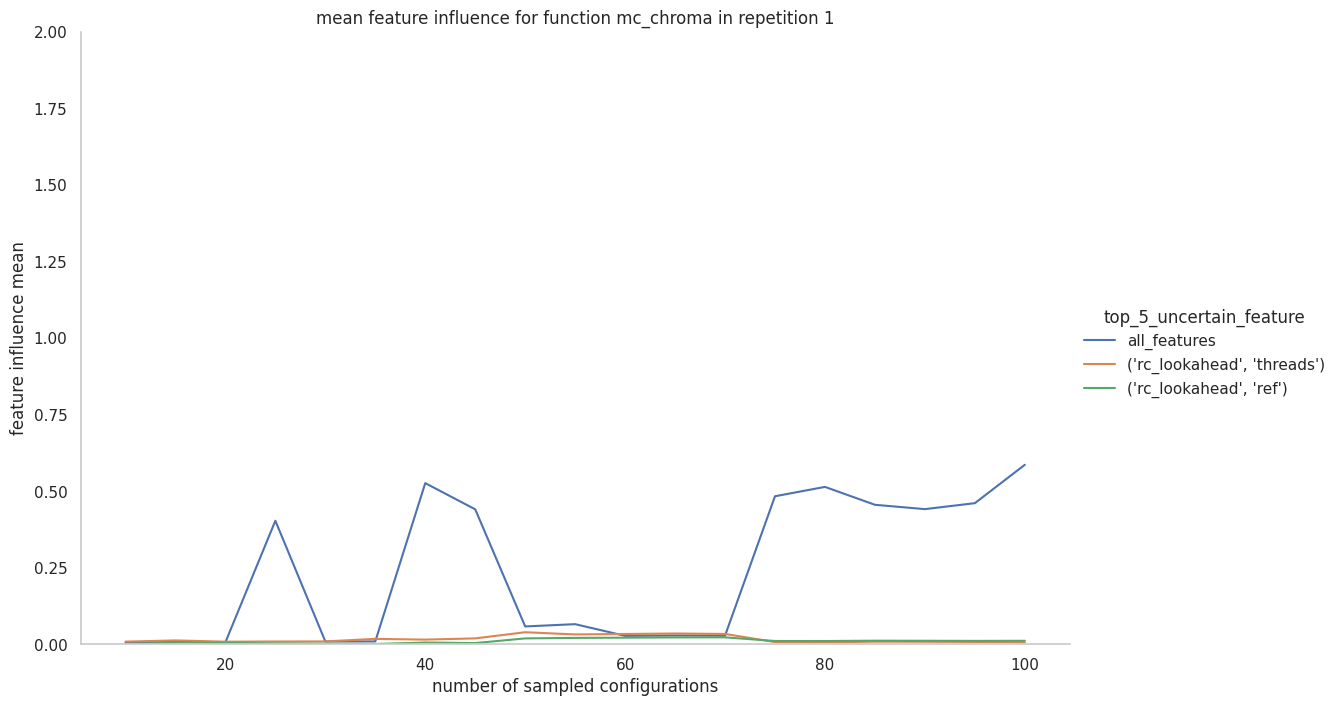 mean feature influence for function mc_chroma in repetition 1
2.00
1.75
1.50
1.25
1.00
0.75
0.50
0.25
0.00
feature influence mean
20
40
60
80
100
number of sampled configurations
top_5_uncertain_feature
all_features
('rc_lookahead', 'threads')
('rc_lookahead', 'ref')